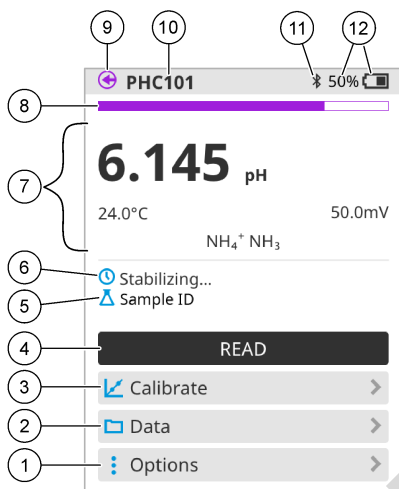 9 10 11 12
PHC101 50%
8
6.145 pH
7
24.0°C 50.0mV
NH₄⁺ NH₃
6 Stabilizing...
5 Sample ID
4 READ
3 Calibrate
2 Data
1 Options